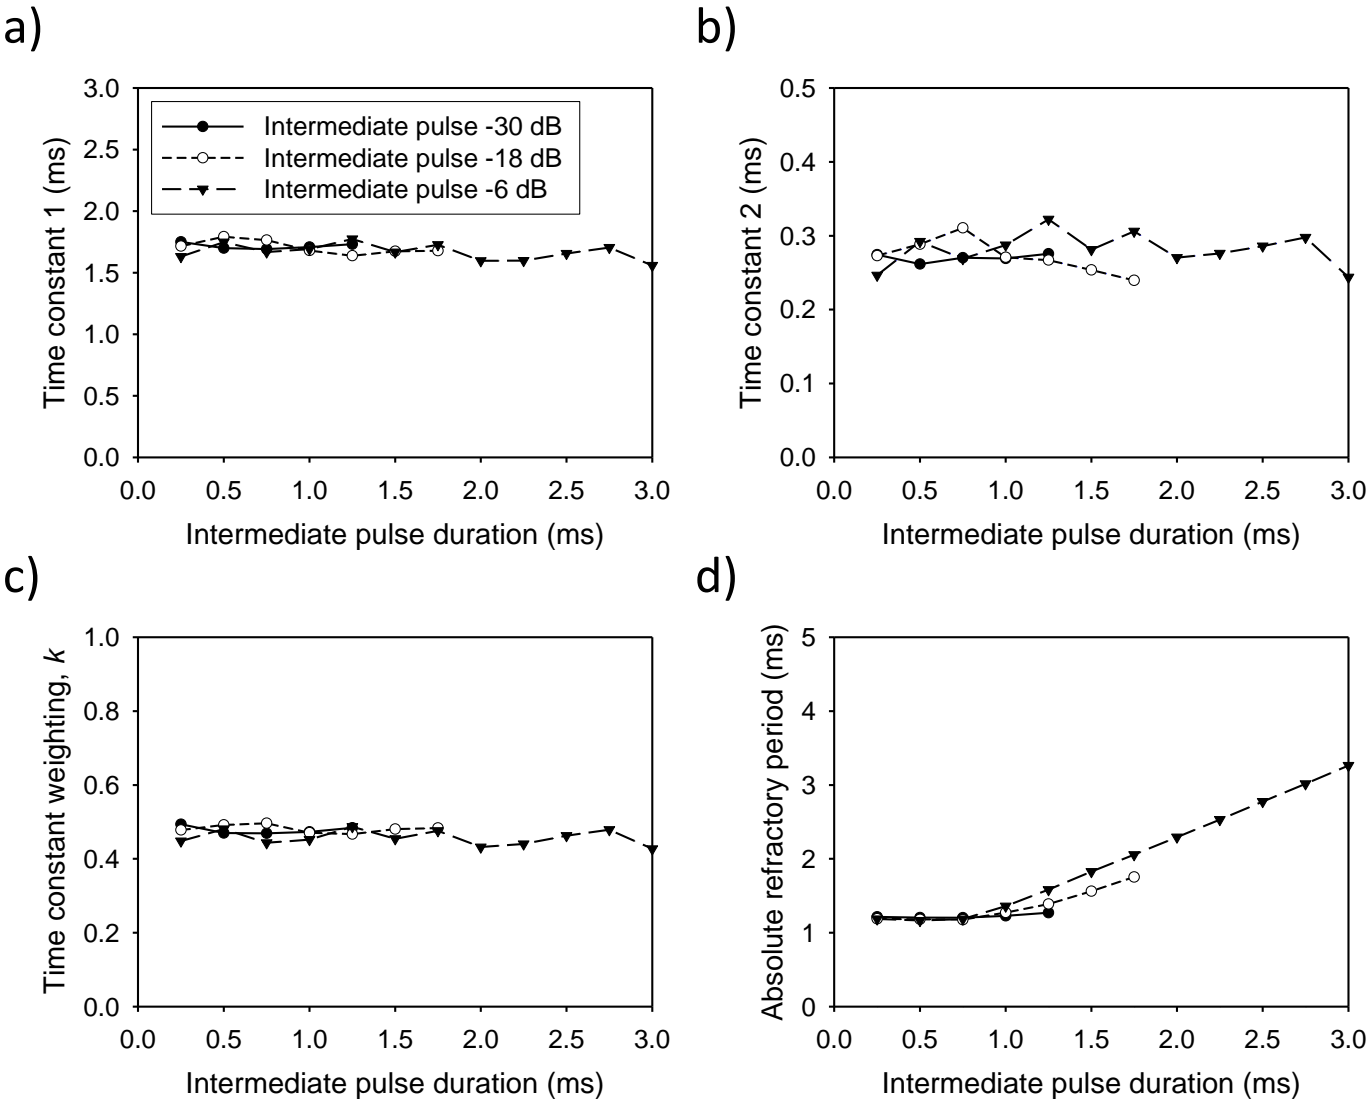 a)
3.0
2.5
2.0
1.5
1.0
0.5
0.0
Time constant 1 (ms)
Intermediate pulse -30 dB
Intermediate pulse -18 dB
Intermediate pulse -6 dB
0.0 0.5 1.0 1.5 2.0 2.5 3.0
Intermediate pulse duration (ms)
b)
0.5
0.4
0.3
0.2
0.1
0.0
Time constant 2 (ms)
0.0 0.5 1.0 1.5 2.0 2.5 3.0
Intermediate pulse duration (ms)
c)
1.0
0.8
0.6
0.4
0.2
0.0
Time constant weighting, k
0.0 0.5 1.0 1.5 2.0 2.5 3.0
Intermediate pulse duration (ms)
d)
5
4
3
2
1
0
Absolute refractory period (ms)
0.0 0.5 1.0 1.5 2.0 2.5 3.0
Intermediate pulse duration (ms)